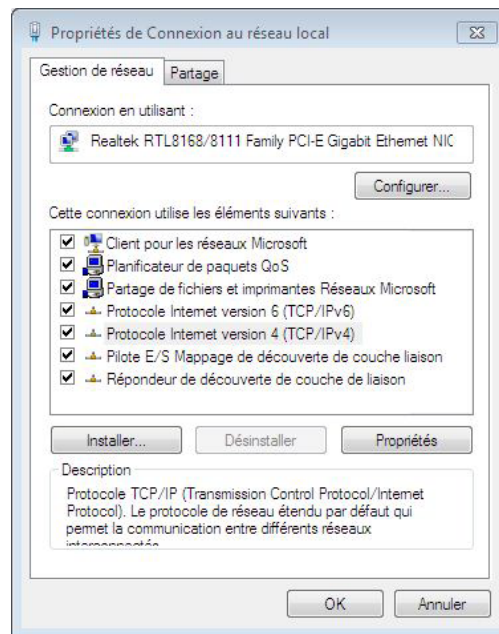 Propriétés de Connexion au réseau local
Gestion de réseau
Partage
Connexion en utilisant :
Realtek RTL8168/8111 Family PCI-E Gigabit Ethernet NIC
Configurer...
Cette connexion utilise les éléments suivants :
Client pour les réseaux Microsoft
Planificateur de paquets QoS
Partage de fichiers et imprimantes Réseaux Microsoft
Protocole Internet version 6 (TCP/IPv6)
Protocole Internet version 4 (TCP/IPv4)
Pilote E/S Mappage de découverte de couche liaison
Répondeur de découverte de couche de liaison
Installer...
Désinstaller
Propriétés
Description
Protocole TCP/IP (Transmission Control Protocol/Internet
Protocol). Le protocole de réseau étendu par défaut qui
permet la communication entre différents réseaux
interconnectés
OK
Annuler